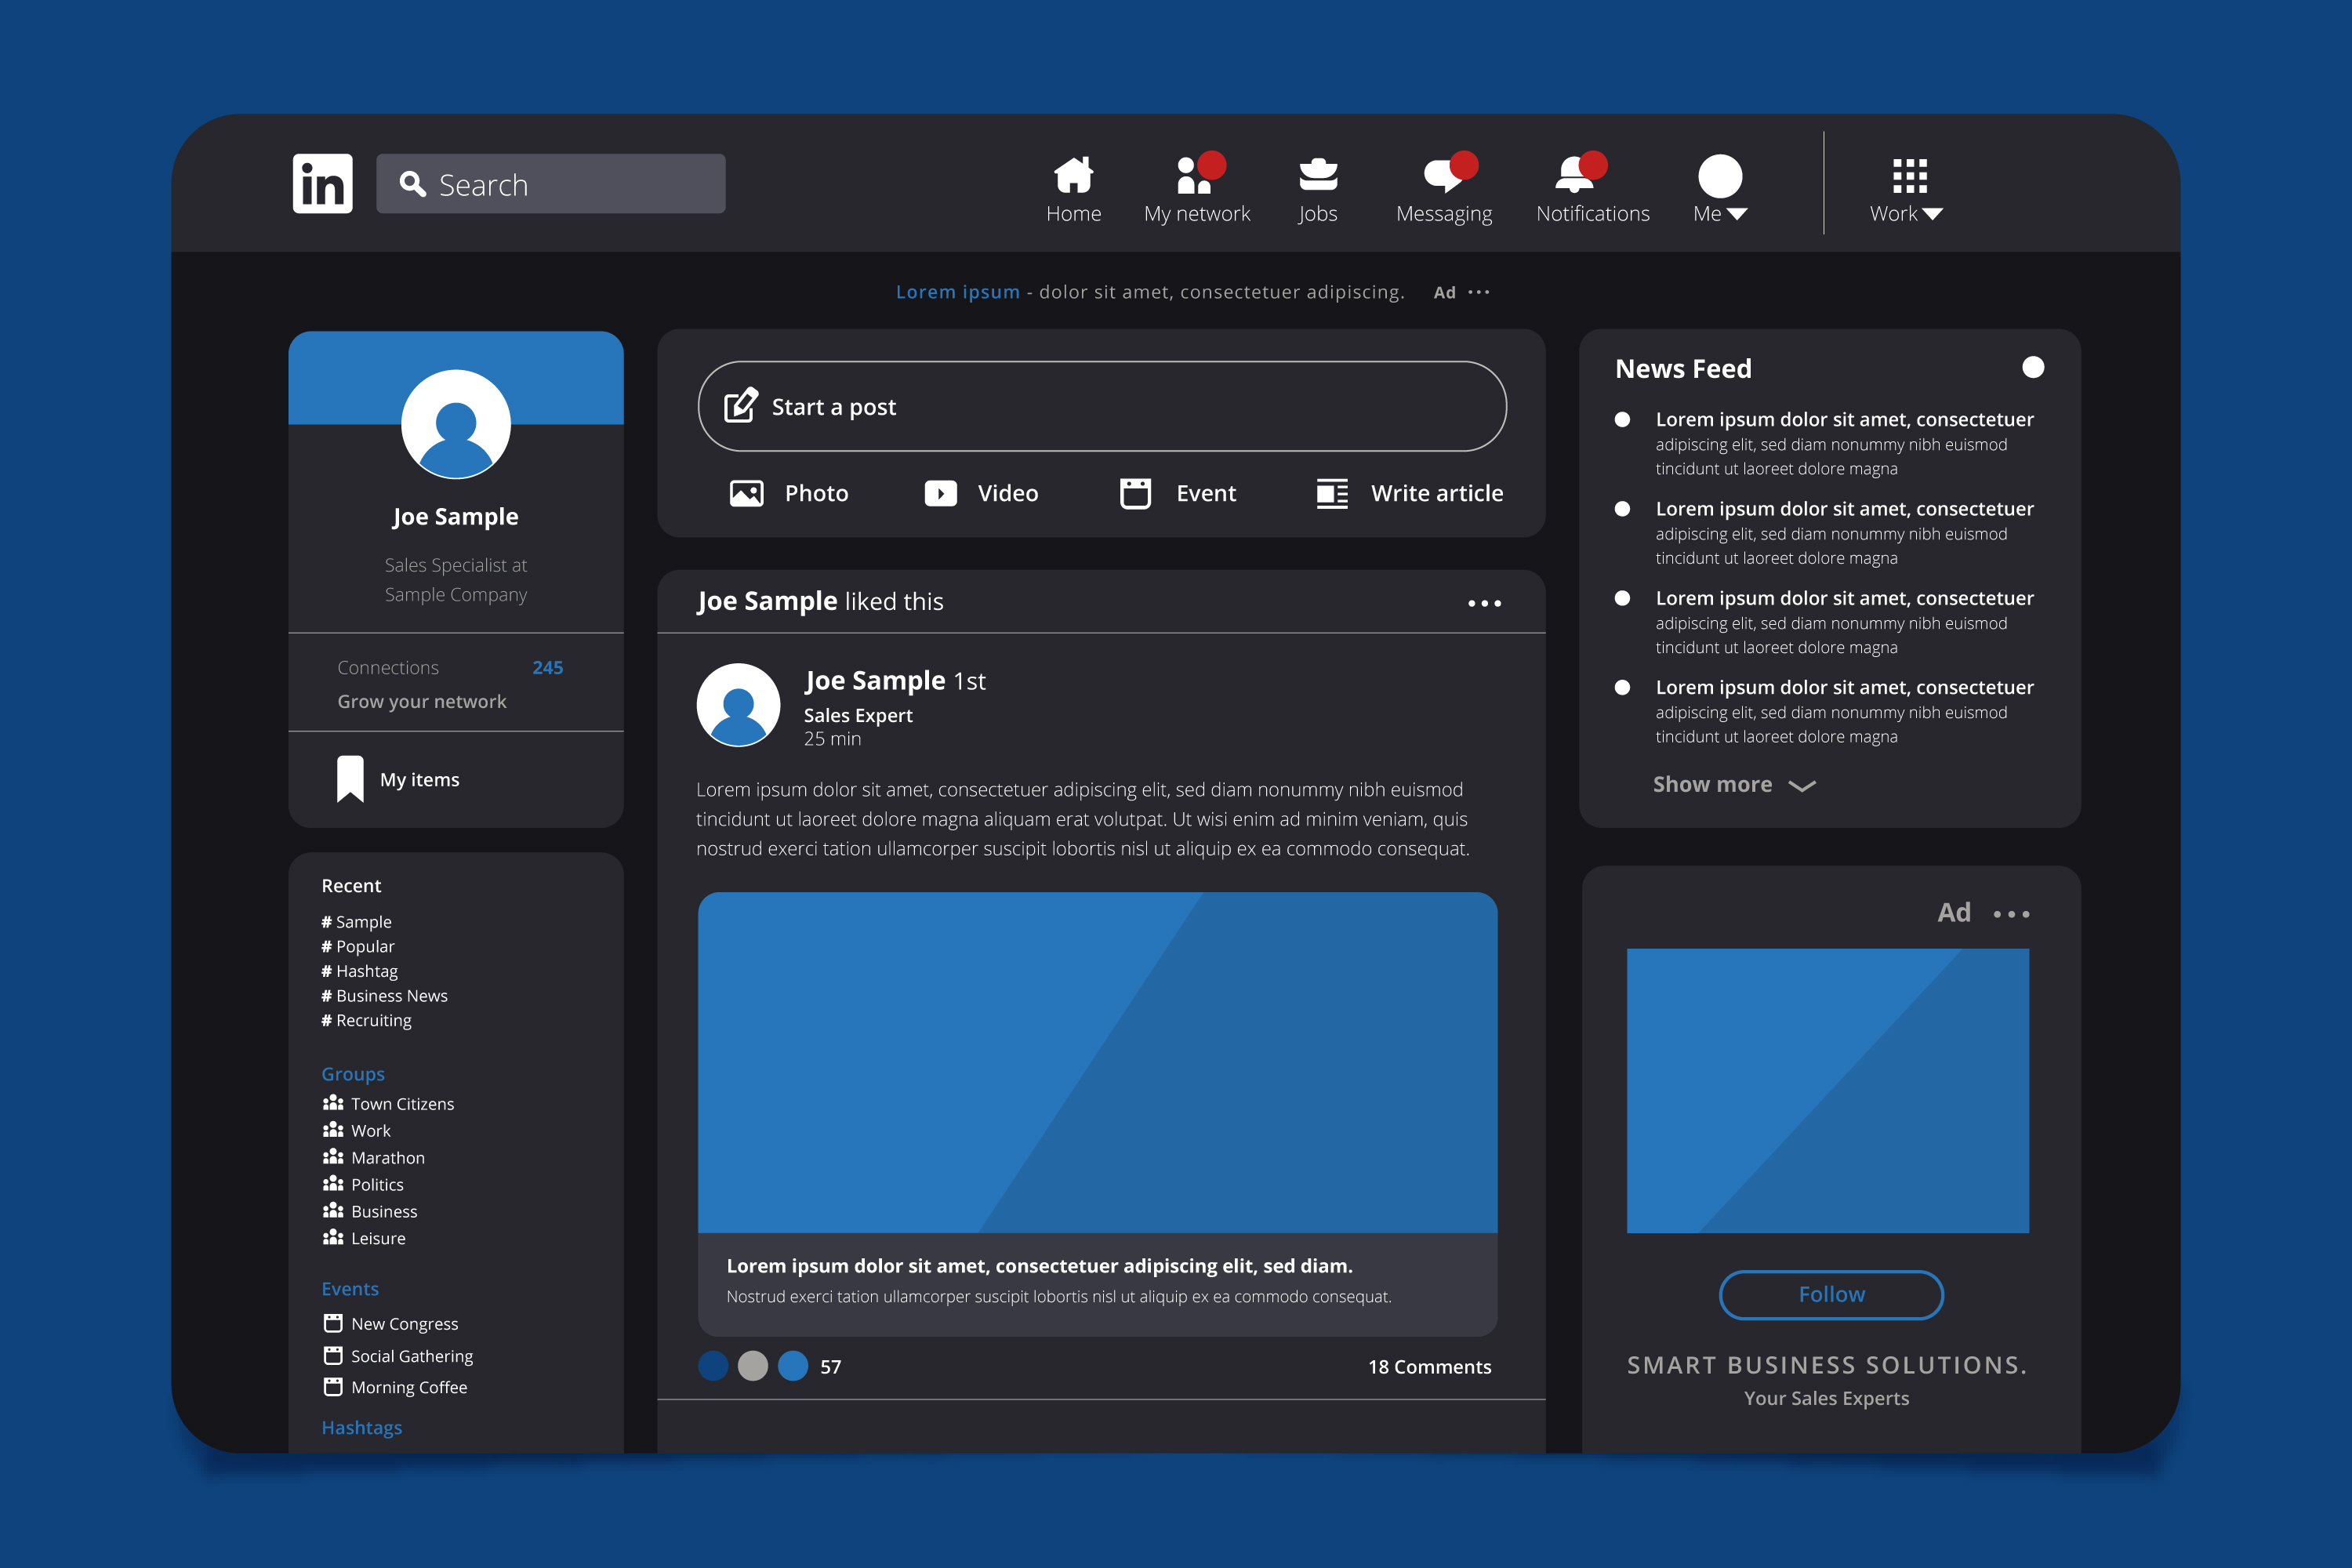 in
Search
Home
My network
Jobs
Messaging
Notifications
Me
Work
Lorem ipsum - dolor sit amet, consectetuer adipiscing.
Ad
Joe Sample
Sales Specialist at
Sample Company
Connections 245
Grow your network
My items
Recent
# Sample
# Popular
# Hashtag
# Business News
# Recruiting
Groups
Town Citizens
Work
Marathon
Politics
Business
Leisure
Events
New Congress
Social Gathering
Morning Coffee
Hashtags
Start a post
Photo
Video
Event
Write article
Joe Sample liked this
Joe Sample 1st
Sales Expert
25 min
Lorem ipsum dolor sit amet, consectetuer adipiscing elit, sed diam nonummy nibh euismod
tincidunt ut laoreet dolore magna aliquam erat volutpat. Ut wisi enim ad minim veniam, quis
nostrud exerci tation ullamcorper suscipit lobortis nisl ut aliquip ex ea commodo consequat.
Lorem ipsum dolor sit amet, consectetuer adipiscing elit, sed diam.
Nostrud exerci tation ullamcorper suscipit lobortis nisl ut aliquip ex ea commodo consequat.
57
18 Comments
News Feed
Lorem ipsum dolor sit amet, consectetuer
adipiscing elit, sed diam nonummy nibh euismod
tincidunt ut laoreet dolore magna
Lorem ipsum dolor sit amet, consectetuer
adipiscing elit, sed diam nonummy nibh euismod
tincidunt ut laoreet dolore magna
Lorem ipsum dolor sit amet, consectetuer
adipiscing elit, sed diam nonummy nibh euismod
tincidunt ut laoreet dolore magna
Lorem ipsum dolor sit amet, consectetuer
adipiscing elit, sed diam nonummy nibh euismod
tincidunt ut laoreet dolore magna
Show more
Ad
Follow
SMART BUSINESS SOLUTIONS.
Your Sales Experts